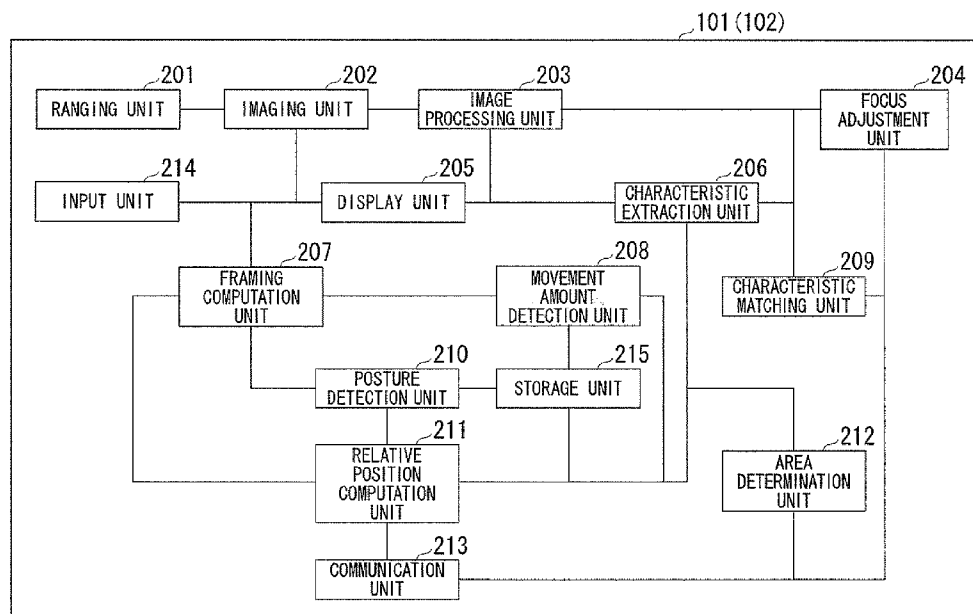 101 (102)
201
202
203
204
RANGING UNIT
IMAGING UNIT
IMAGE
PROCESSING UNIT
FOCUS
ADJUSTMENT
UNIT
214
205
206
INPUT UNIT
DISPLAY UNIT
CHARACTERISTIC
EXTRACTION UNIT
207
208
209
FRAMING
COMPUTATION
UNIT
MOVEMENT
AMOUNT
DETECTION UNIT
CHARACTERISTIC
MATCHING UNIT
210
215
POSTURE
DETECTION UNIT
STORAGE UNIT
211
212
RELATIVE
POSITION
COMPUTATION
UNIT
AREA
DETERMINATION
UNIT
213
COMMUNICATION
UNIT